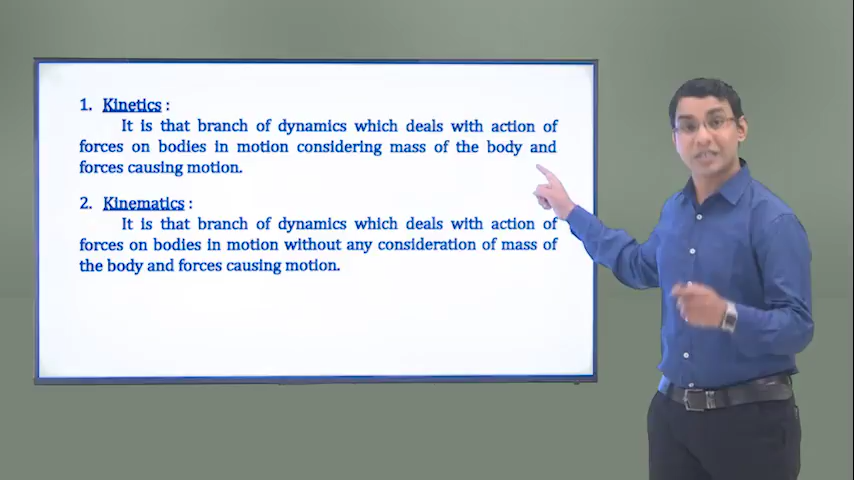 1. Kinetics :
It is that branch of dynamics which deals with action of
forces on bodies in motion considering mass of the body and
forces causing motion.
2. Kinematics :
It is that branch of dynamics which deals with action of
forces on bodies in motion without any consideration of mass of
the body and forces causing motion.